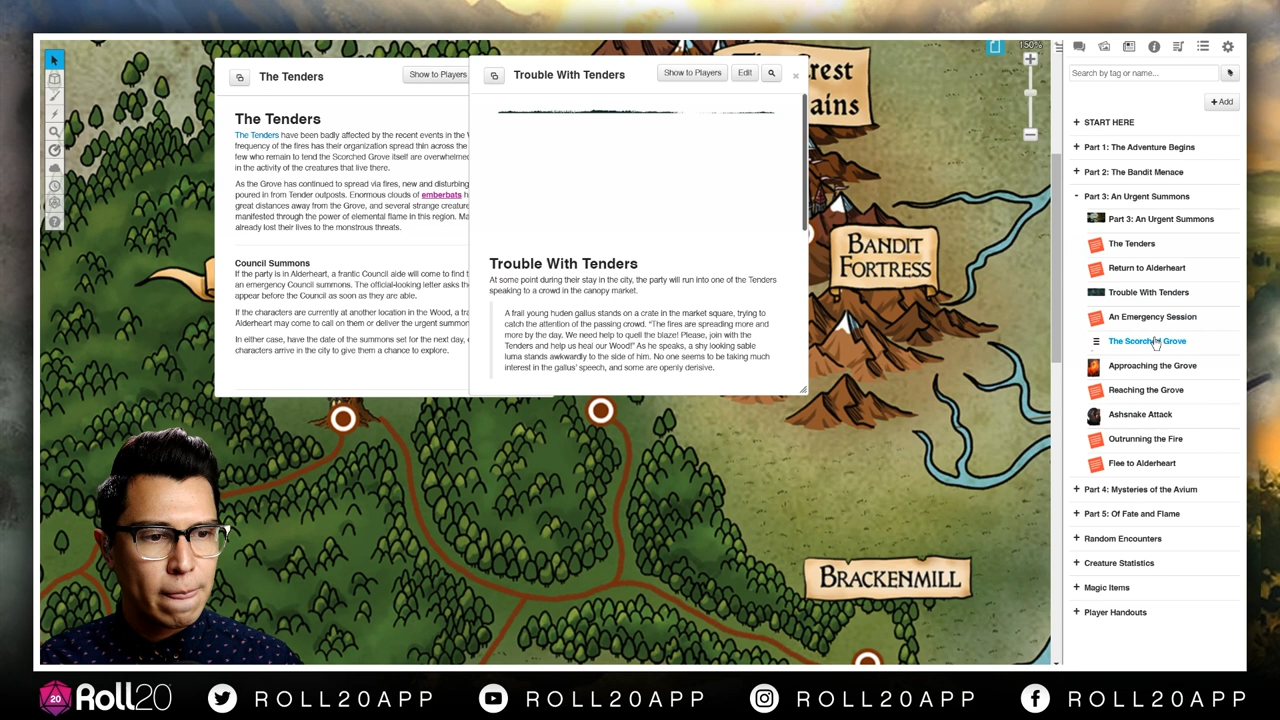 The Tenders
Show to Players
The Tenders
The Tenders have been badly affected by the recent events in the
frequency of the fires has their organization spread thin across the
few who remain to tend the Scorched Grove itself are overwhelmed
in the activity of the creatures that live there.
As the Grove has continued to spread via fires, new and disturbing
poured in from Tender outposts. Enormous clouds of emberbats
great distances away from the Grove, and several strange
manifested through the power of elemental flame in this region.
already lost their lives to the monstrous threats.
Council Summons
If the party is in Alderheart, a frantic Council aide will come to find
an emergency Council summons. The official-looking letter asks
appear before the Council as soon as they are able.
If the characters are currently at another location in the Wood, a
Alderheart may come to call on them or deliver the urgent
In either case, have the date of the summons set for the next day,
characters arrive in the city to give them a chance to explore.
Trouble With Tenders
Show to Players
Edit
Trouble With Tenders
At some point during their stay in the city, the party will run into one of the Tenders
speaking to a crowd in the canopy market.
A frail young huden gallus stands on a crate in the market square, trying to
catch the attention of the passing crowd. “The fires are spreading more and
more by the day. We need help to quell the blaze! Please, join with the
Tenders and help us heal our Wood!” As he speaks, a shy looking sable
luma stands awkwardly to the side of him. No one seems to be taking much
interest in the gallus’ speech, and some are openly derisive.
BANDIT
FORTRESS
BRACKENMILL
150%
Search by tag or name...
+ Add
+ START HERE
+ Part 1: The Adventure Begins
+ Part 2: The Bandit Menace
- Part 3: An Urgent Summons
Part 3: An Urgent Summons
The Tenders
Return to Alderheart
Trouble With Tenders
An Emergency Session
The Scorched Grove
Approaching the Grove
Reaching the Grove
Ashsnake Attack
Outrunning the Fire
Flee to Alderheart
+ Part 4: Mysteries of the Avium
+ Part 5: Of Fate and Flame
+ Random Encounters
+ Creature Statistics
+ Magic Items
+ Player Handouts
20 Roll20
ROLL20APP
ROLL20APP
ROLL20APP
ROLL20APP